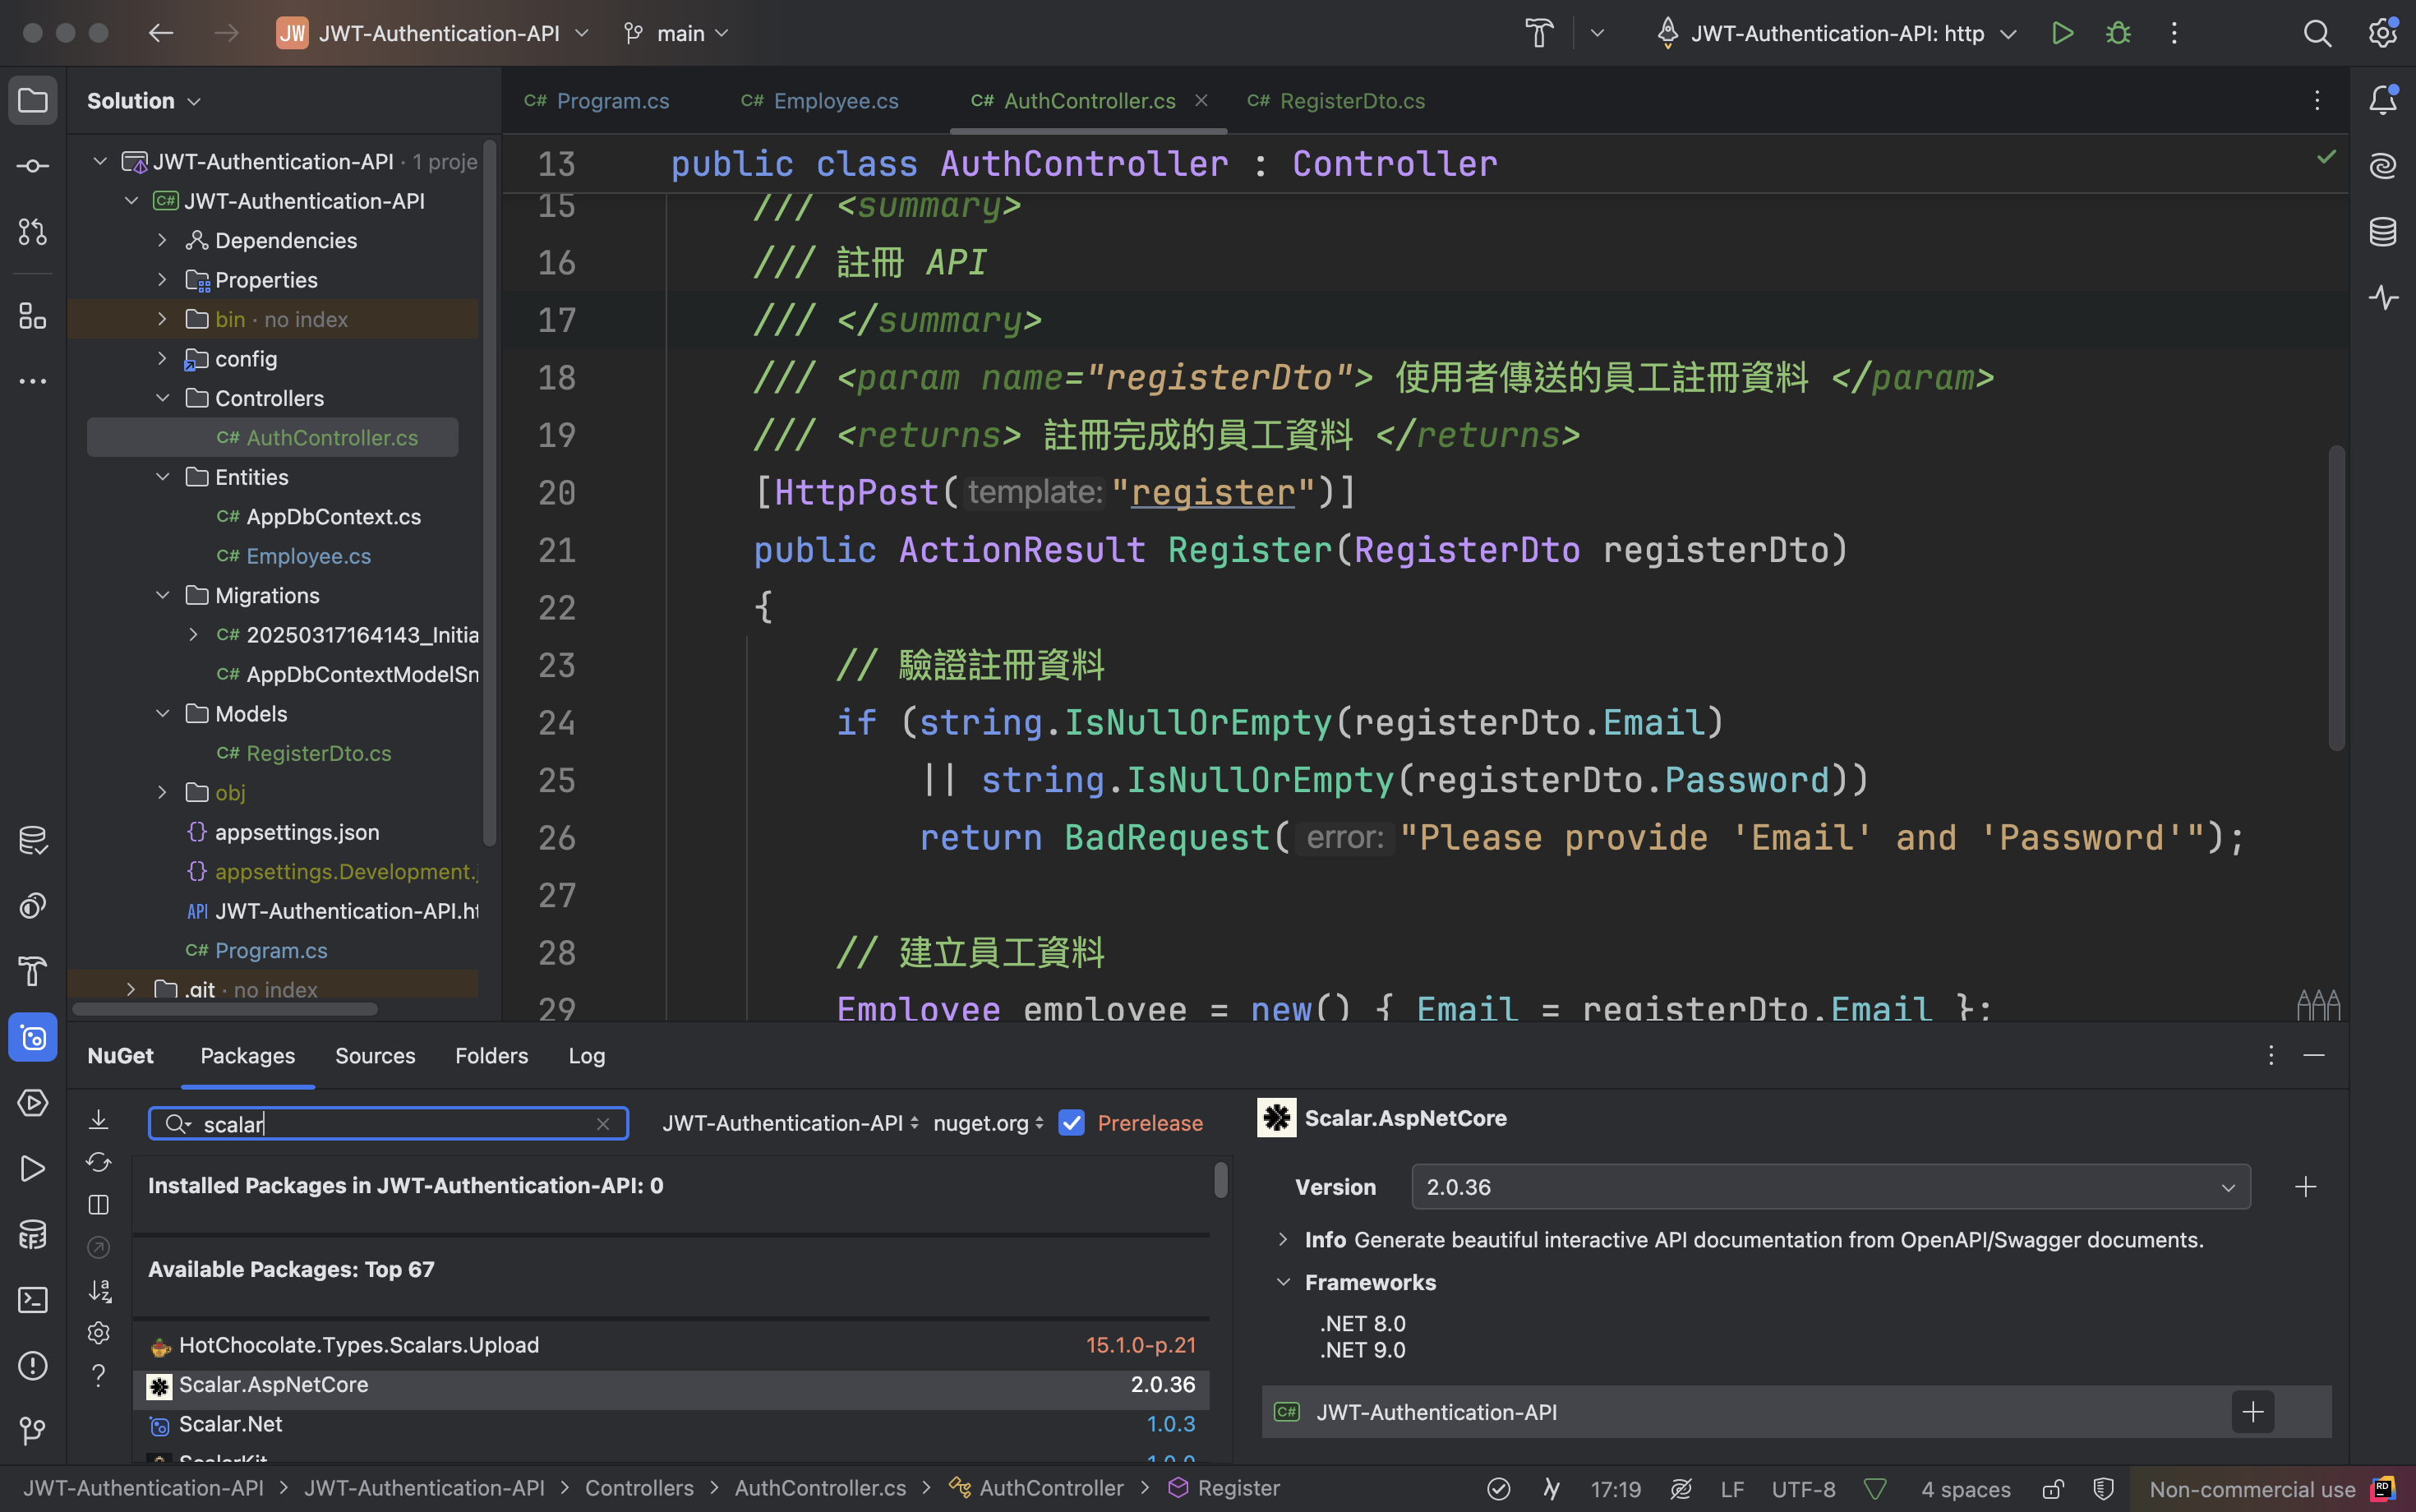 JW JWT-Authentication-API main JWT-Authentication-API: http
Solution
JWT-Authentication-API · 1 proje
C# JWT-Authentication-API
Dependencies
Properties
bin · no index
config
Controllers
C# AuthController.cs
Entities
C# AppDbContext.cs
C# Employee.cs
Migrations
C# 20250317164143_Initia
C# AppDbContextModelSn
Models
C# RegisterDto.cs
obj
{} appsettings.json
{} appsettings.Development.j
API JWT-Authentication-API.ht
C# Program.cs
.git · no index
C# Program.cs C# Employee.cs C# AuthController.cs C# RegisterDto.cs
13 public class AuthController : Controller
15 /// <summary>
16 /// 註冊 API
17 /// </summary>
18 /// <param name="registerDto"> 使用者傳送的員工註冊資料 </param>
19 /// <returns> 註冊完成的員工資料 </returns>
20 [HttpPost( template: "register")]
21 public ActionResult Register(RegisterDto registerDto)
22 {
23 // 驗證註冊資料
24 if (string.IsNullOrEmpty(registerDto.Email)
25 || string.IsNullOrEmpty(registerDto.Password))
26 return BadRequest( error: "Please provide 'Email' and 'Password'");
27
28 // 建立員工資料
29 Employee employee = new() { Email = registerDto.Email };
NuGet Packages Sources Folders Log
scalar JWT-Authentication-API nuget.org Prerelease
Installed Packages in JWT-Authentication-API: 0
Available Packages: Top 67
HotChocolate.Types.Scalars.Upload 15.1.0-p.21
Scalar.AspNetCore 2.0.36
Scalar.Net 1.0.3
ScalarKit 1.0.0
Scalar.AspNetCore
Version 2.0.36
Info Generate beautiful interactive API documentation from OpenAPI/Swagger documents.
Frameworks
.NET 8.0
.NET 9.0
C# JWT-Authentication-API
JWT-Authentication-API JWT-Authentication-API Controllers AuthController.cs AuthController Register 17:19 LF UTF-8 4 spaces Non-commercial use RD